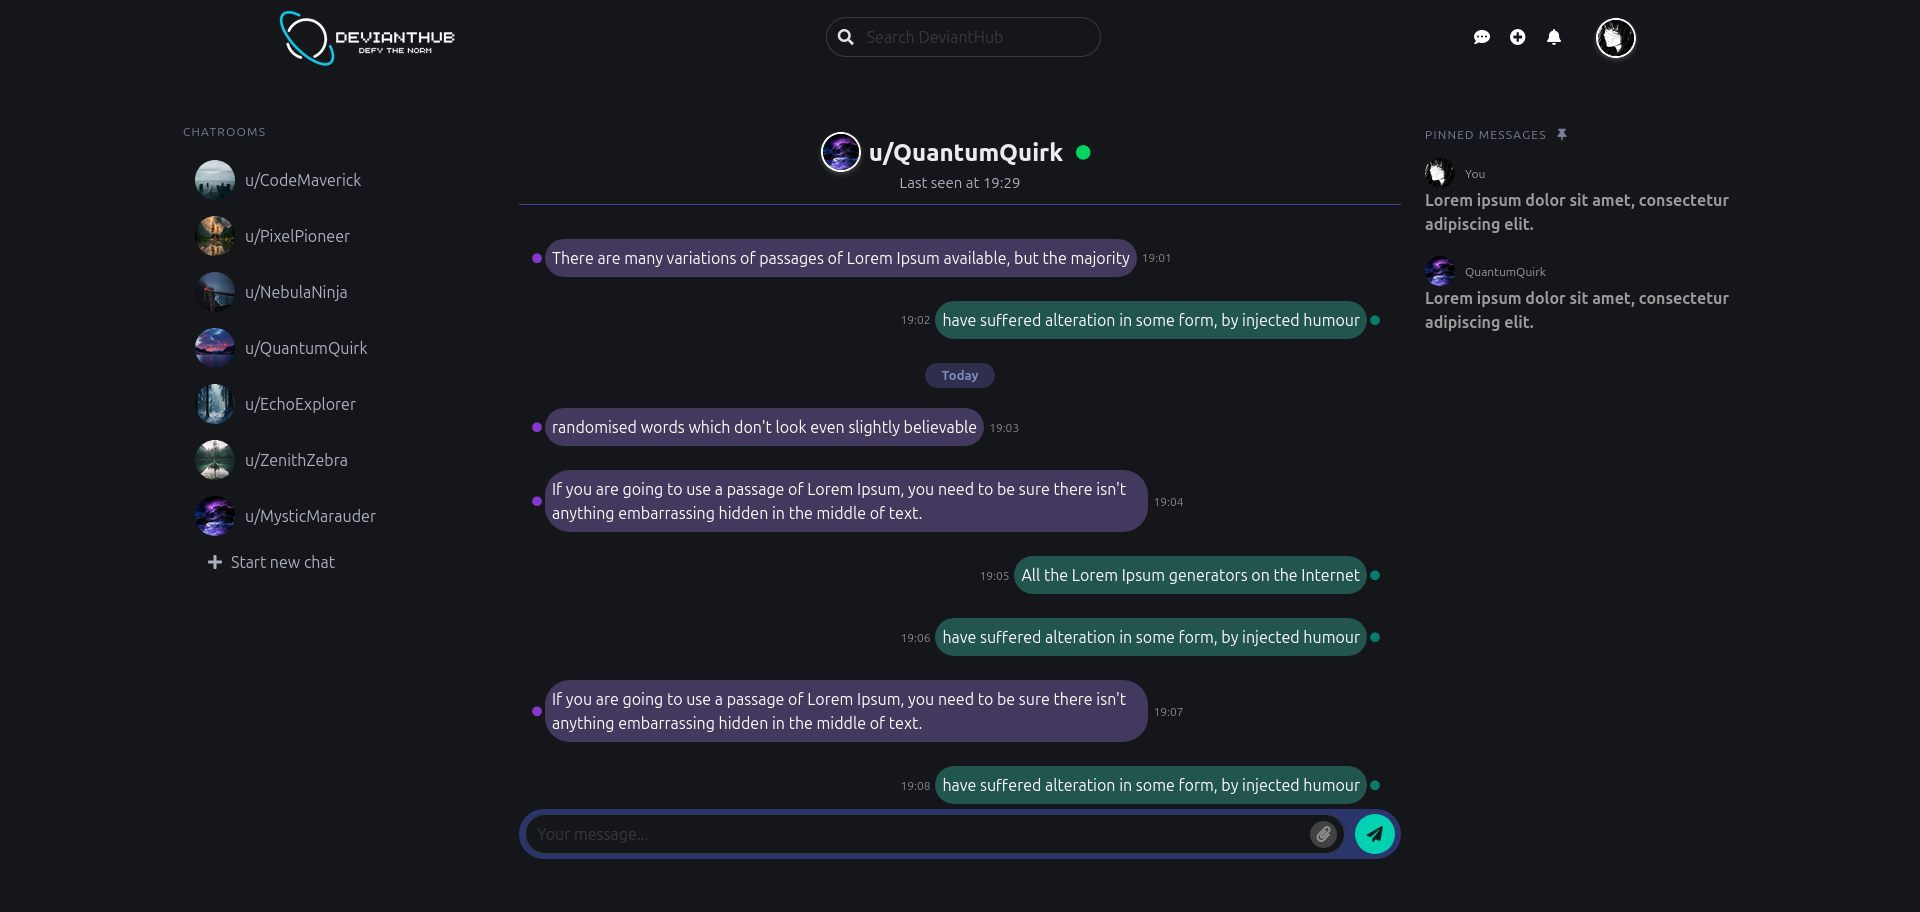 DEVIANTHUB
DEFY THE NORM
Search DeviantHub
CHATROOMS
u/CodeMaverick
u/PixelPioneer
u/NebulaNinja
u/QuantumQuirk
u/EchoExplorer
u/ZenithZebra
u/MysticMarauder
Start new chat
u/QuantumQuirk
Last seen at 19:29
There are many variations of passages of Lorem Ipsum available, but the majority 19:01
19:02 have suffered alteration in some form, by injected humour
Today
randomised words which don't look even slightly believable 19:03
If you are going to use a passage of Lorem Ipsum, you need to be sure there isn't
anything embarrassing hidden in the middle of text.
19:04
19:05 All the Lorem Ipsum generators on the Internet
19:06 have suffered alteration in some form, by injected humour
If you are going to use a passage of Lorem Ipsum, you need to be sure there isn't
anything embarrassing hidden in the middle of text.
19:07
19:08 have suffered alteration in some form, by injected humour
Your message...
PINNED MESSAGES
You
Lorem ipsum dolor sit amet, consectetur
adipiscing elit.
QuantumQuirk
Lorem ipsum dolor sit amet, consectetur
adipiscing elit.